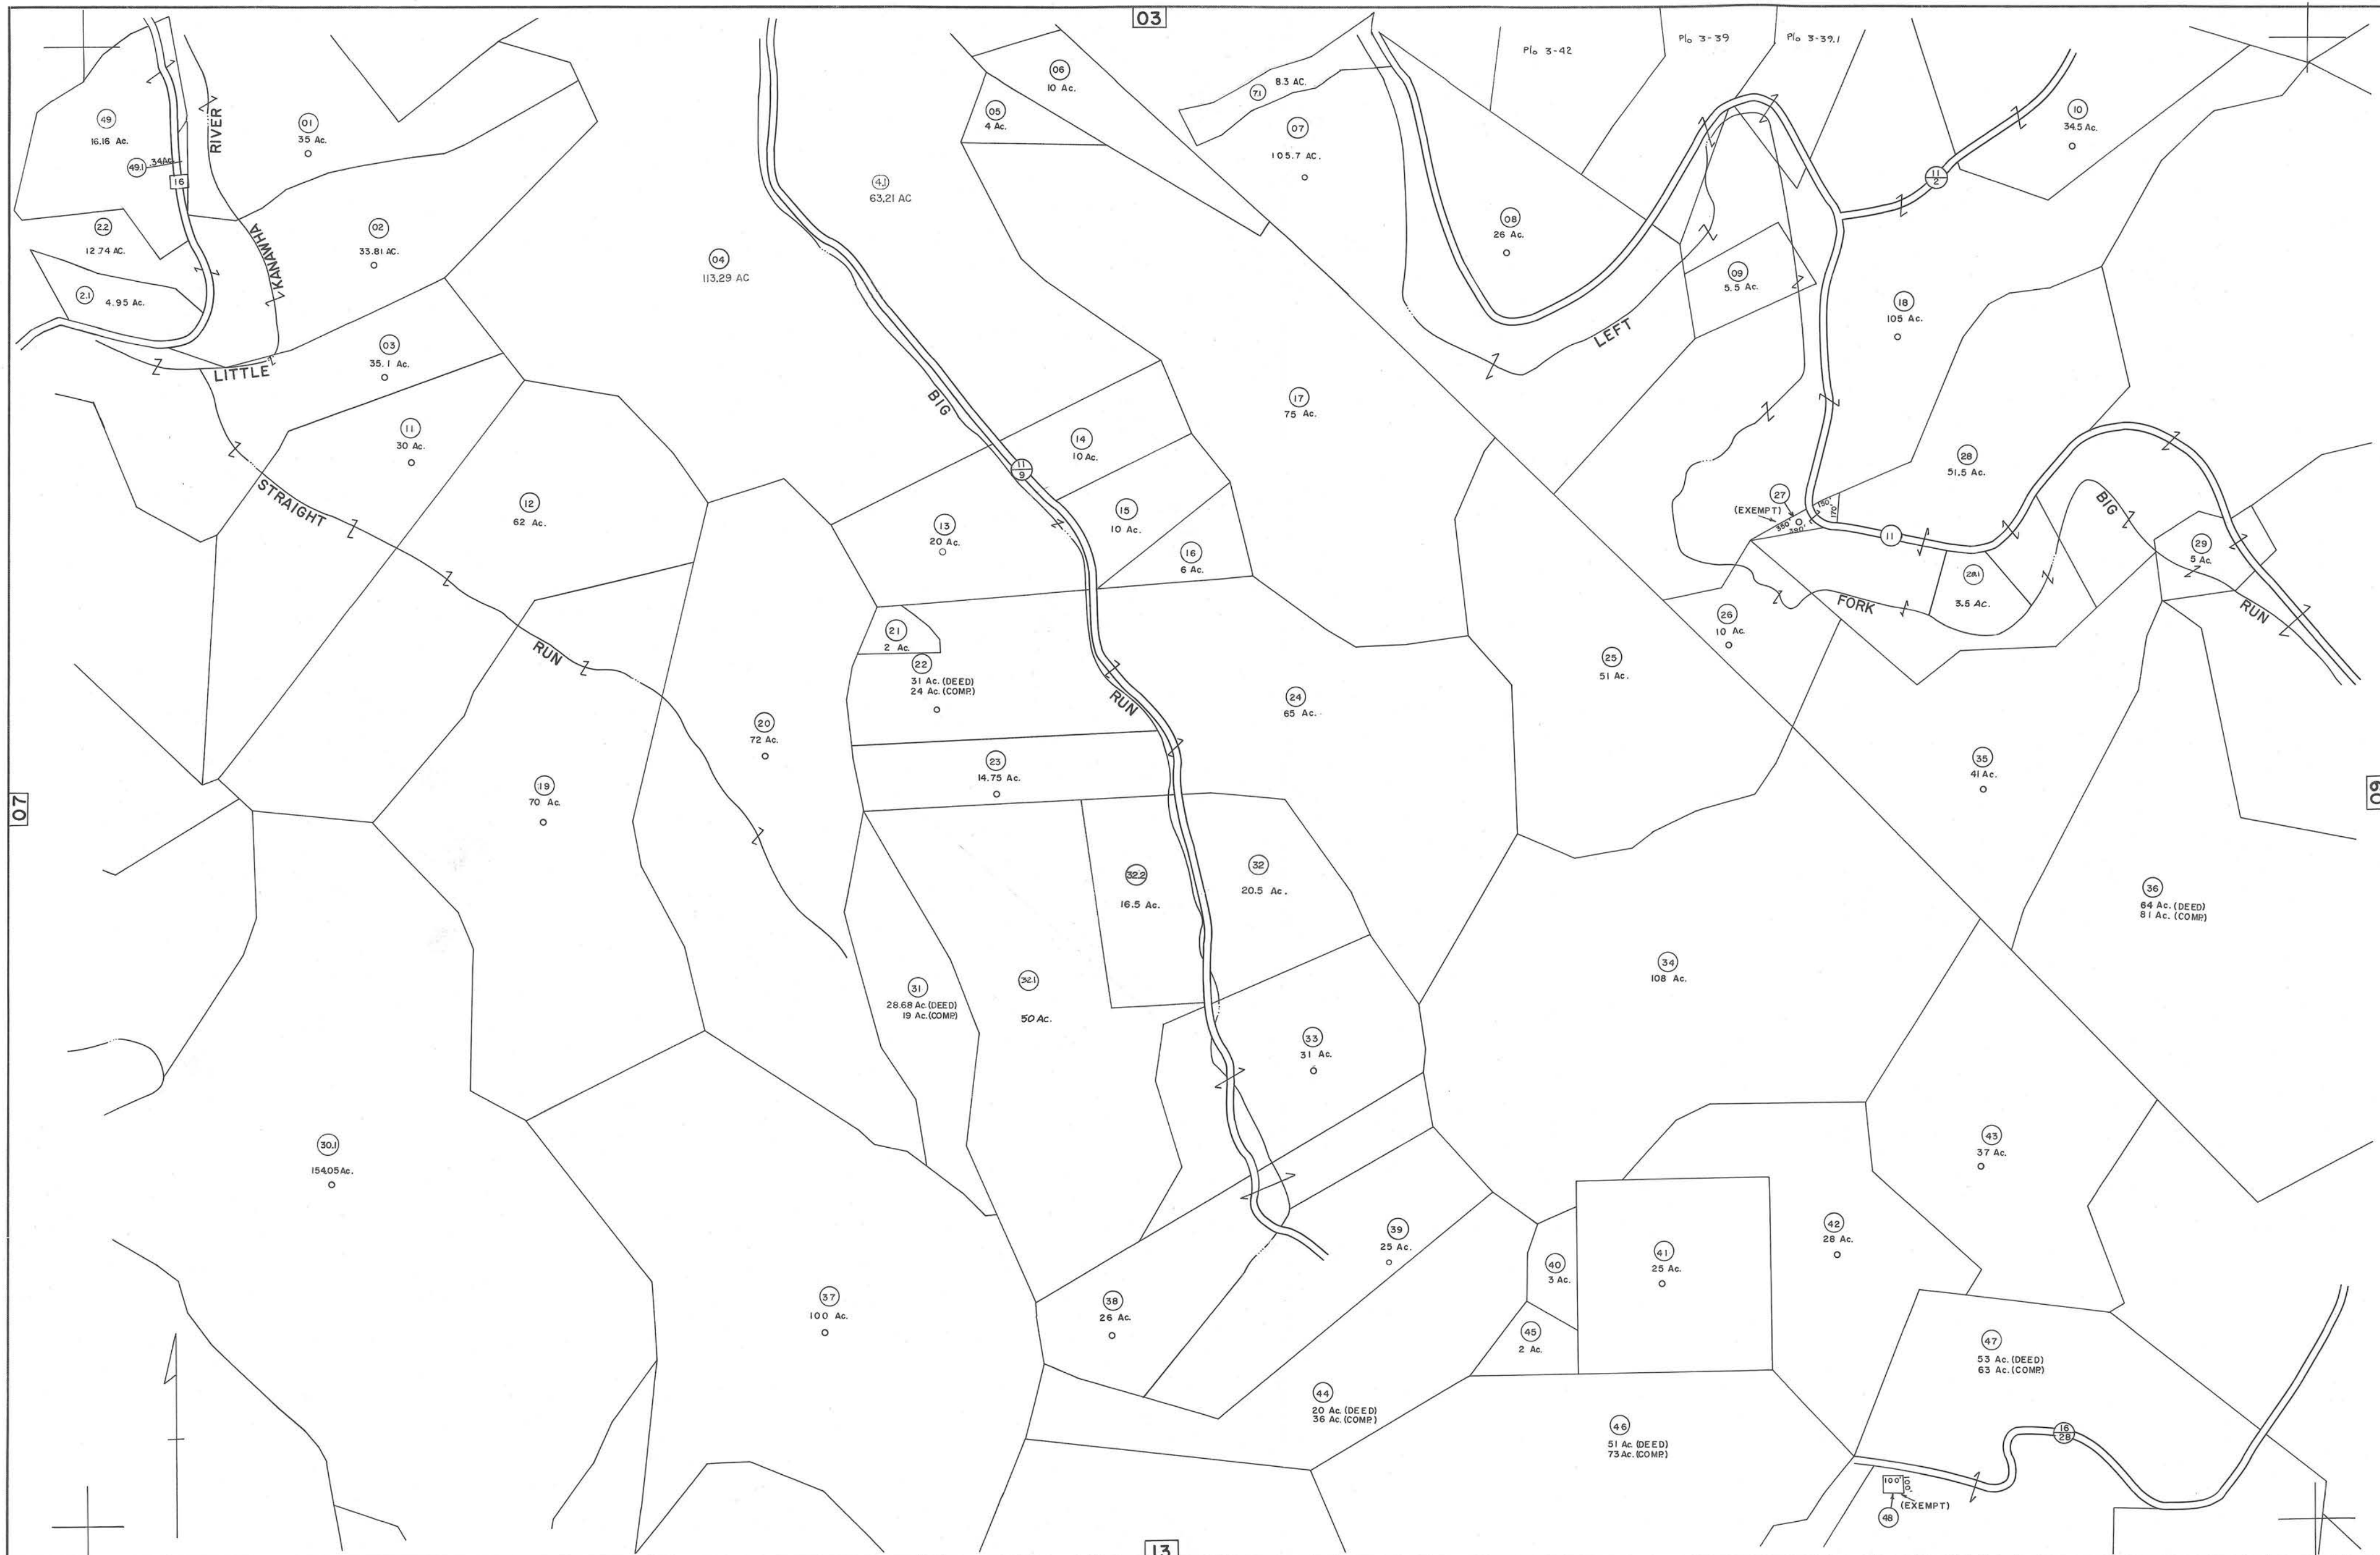 03
P/o 3-42
P/o 3-39
P/o 3-39.1
06
10 Ac.
7.1
8.3 AC.
05
4 Ac.
07
105.7 AC.
10
34.5 Ac.
49
16.16 Ac.
49.1
.34Ac.
16
RIVER
01
35 Ac.
4.1
63.21 AC
11
2
2.2
12.74 AC.
KANAWHA
02
33.81 AC.
04
113.29 AC
08
26 Ac.
09
5.5 Ac.
2.1
4.95 Ac.
18
105 Ac.
LEFT
03
35.1 Ac.
LITTLE
BIG
17
75 Ac.
11
30 Ac.
14
10 Ac.
11
9
28
51.5 Ac.
STRAIGHT
12
62 Ac.
13
20 Ac.
15
10 Ac.
27
(EXEMPT)
350'
380'
150'
170'
11
BIG
16
6 Ac.
29
5 Ac.
28.1
3.5 AC.
FORK
RUN
26
10 Ac.
21
2 Ac.
22
31 Ac. (DEED)
24 Ac. (COMP.)
RUN
RUN
20
72 Ac.
24
65 Ac.
25
51 Ac.
23
14.75 Ac.
35
41 Ac.
07
09
19
70 Ac.
32.2
16.5 Ac.
32
20.5 Ac.
36
64 Ac. (DEED)
81 Ac. (COMP.)
31
28.68 Ac. (DEED)
19 Ac. (COMP.)
32.1
50 Ac.
34
108 Ac.
33
31 Ac.
30.1
154.05 Ac.
43
37 Ac.
39
25 Ac.
40
3 Ac.
41
25 Ac.
42
28 Ac.
37
100 Ac.
38
26 Ac.
45
2 Ac.
47
53 Ac. (DEED)
63 Ac. (COMP.)
44
20 Ac. (DEED)
36 Ac. (COMP.)
46
51 Ac. (DEED)
73 Ac. (COMP.)
16
28
100'
100'
(EXEMPT)
48
13